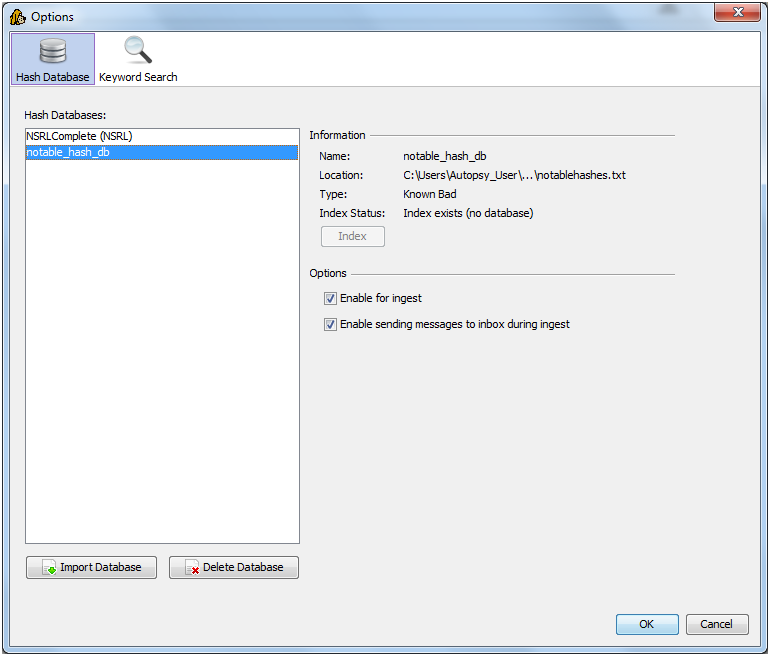 Options
Hash Database
Keyword Search
Hash Databases:
NSRLComplete (NSRL)
notable_hash_db
Information
Name: notable_hash_db
Location: C:\Users\Autopsy_User\...\notablehashes.txt
Type: Known Bad
Index Status: Index exists (no database)
Index
Options
Enable for ingest
Enable sending messages to inbox during ingest
Import Database
Delete Database
OK
Cancel